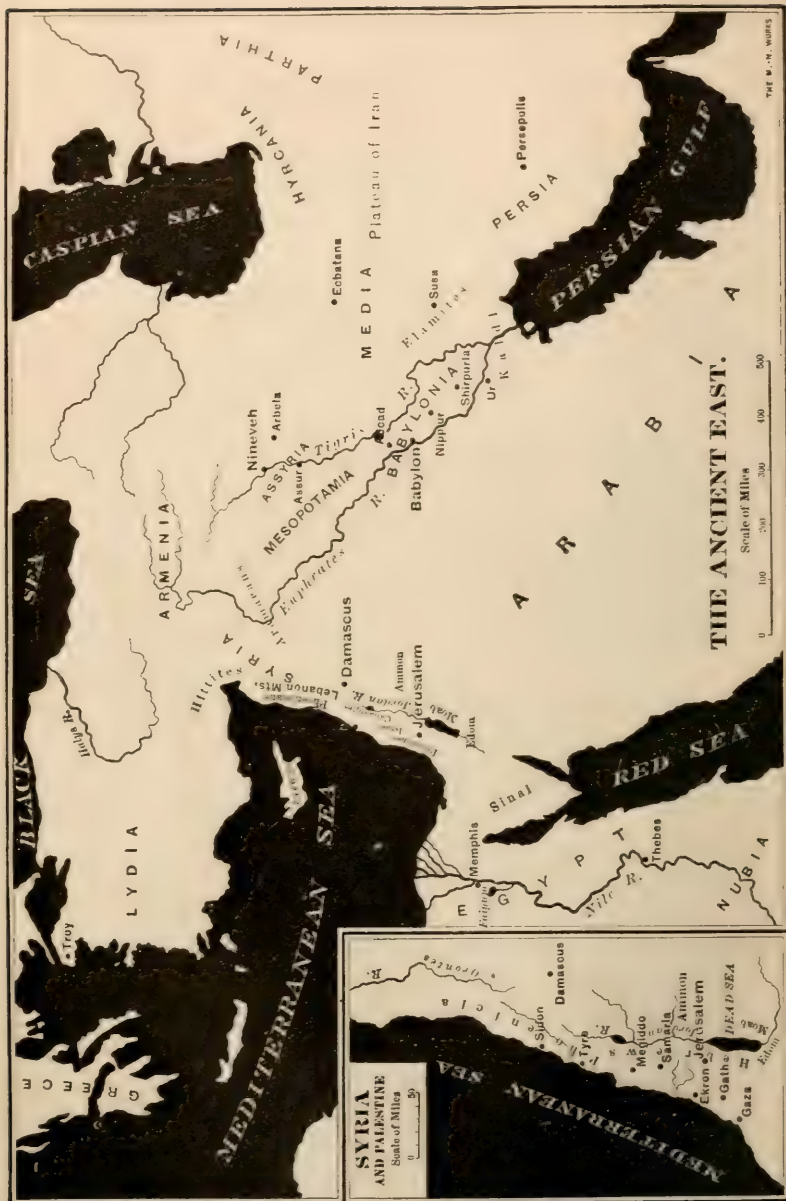 THE ANCIENT EAST.
Scale of Miles
0 100 200 300 400 500
THE M.-N. WORKS
BLACK SEA
CASPIAN SEA
PARTHIA
HYRCANIA
GREECE
Troy
LYDIA
Halys R.
ARMENIA
Hittites
SYRIA
Aramaeans
Nineveh
Arbela
ASSYRIA
Assur
Tigris R.
MESOPOTAMIA
Euphrates R.
Ecbatana
MEDIA
Plateau of Iran
MEDITERRANEAN SEA
Lebanon Mts.
Damascus
Jordan R.
Ammon
Jerusalem
Moab
Edom
BABYLONIA
Babylon
Nippur
Shirpurla
Ur
Kaldi
Elamites
Susa
PERSIA
Persepolis
PERSIAN GULF
ARABIA
Sinai
RED SEA
Memphis
EGYPT
Nile R.
Thebes
NUBIA
SYRIA
AND PALESTINE
Scale of Miles
0 50
MEDITERRANEAN SEA
Orontes R.
Phoenicia
Damascus
Sidon
Tyre
Megiddo
Samaria
Ammon
Jerusalem
Ekron
Gath
Gaza
DEAD SEA
Moab
Edom